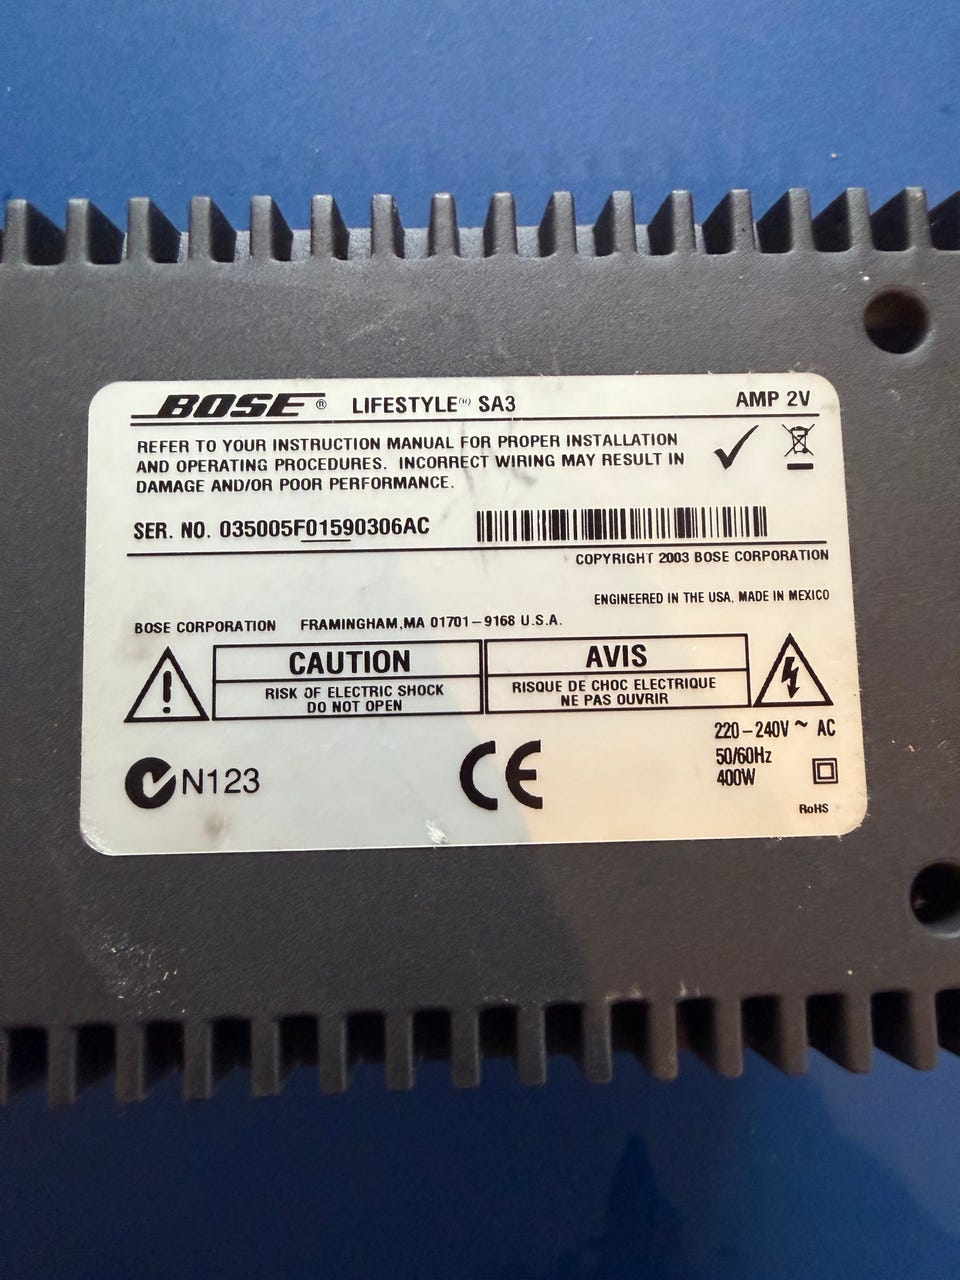 BOSE ® LIFESTYLE SA3 AMP 2V
REFER TO YOUR INSTRUCTION MANUAL FOR PROPER INSTALLATION
AND OPERATING PROCEDURES. INCORRECT WIRING MAY RESULT IN
DAMAGE AND/OR POOR PERFORMANCE.
SER. NO. 035005F01590306AC
COPYRIGHT 2003 BOSE CORPORATION
ENGINEERED IN THE USA, MADE IN MEXICO
BOSE CORPORATION FRAMINGHAM,MA 01701-9168 U.S.A.
CAUTION
RISK OF ELECTRIC SHOCK
DO NOT OPEN
AVIS
RISQUE DE CHOC ELECTRIQUE
NE PAS OUVRIR
220-240V ~ AC
50/60Hz
400W
N123
CE
RoHS